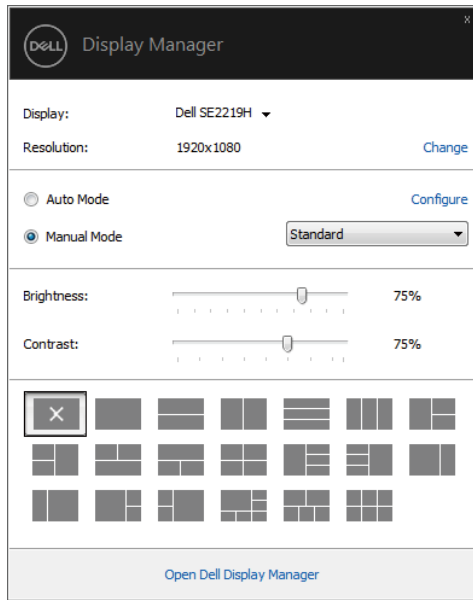 x
DELL Display Manager
Display: Dell SE2219H
Resolution: 1920x1080 Change
Auto Mode Configure
Manual Mode Standard
Brightness: 75%
Contrast: 75%
Open Dell Display Manager